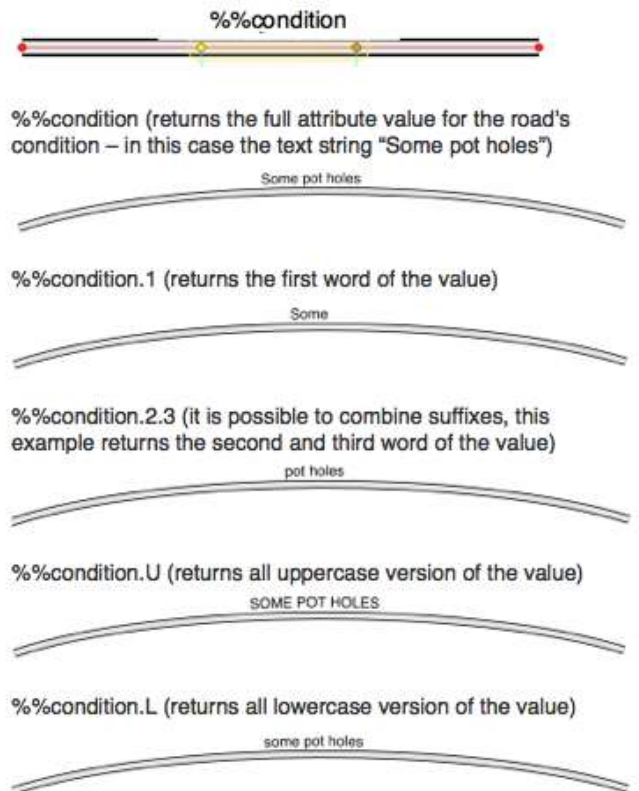 %%condition
%%condition (returns the full attribute value for the road's
condition – in this case the text string “Some pot holes”)
Some pot holes
%%condition.1 (returns the first word of the value)
Some
%%condition.2.3 (it is possible to combine suffixes, this
example returns the second and third word of the value)
pot holes
%%condition.U (returns all uppercase version of the value)
SOME POT HOLES
%%condition.L (returns all lowercase version of the value)
some pot holes